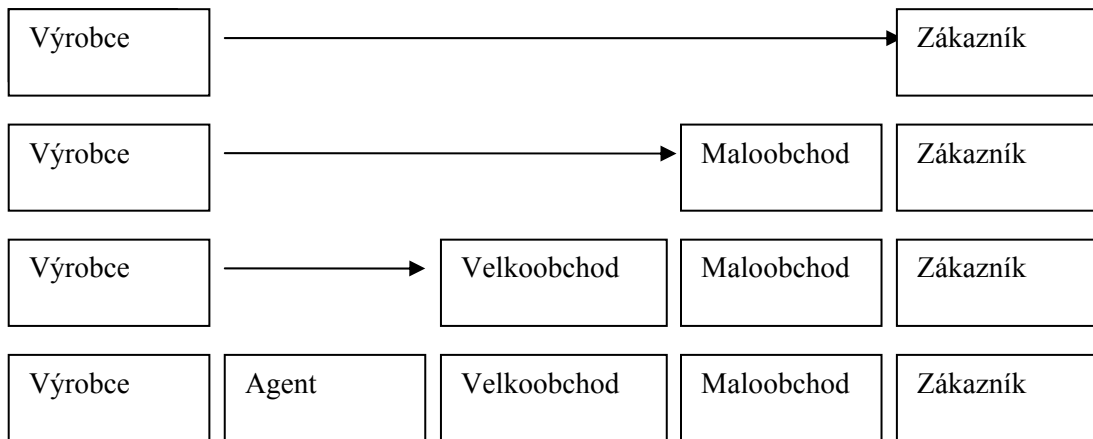 Výrobce Zákazník
Výrobce Maloobchod Zákazník
Výrobce Velkoobchod Maloobchod Zákazník
Výrobce Agent Velkoobchod Maloobchod Zákazník